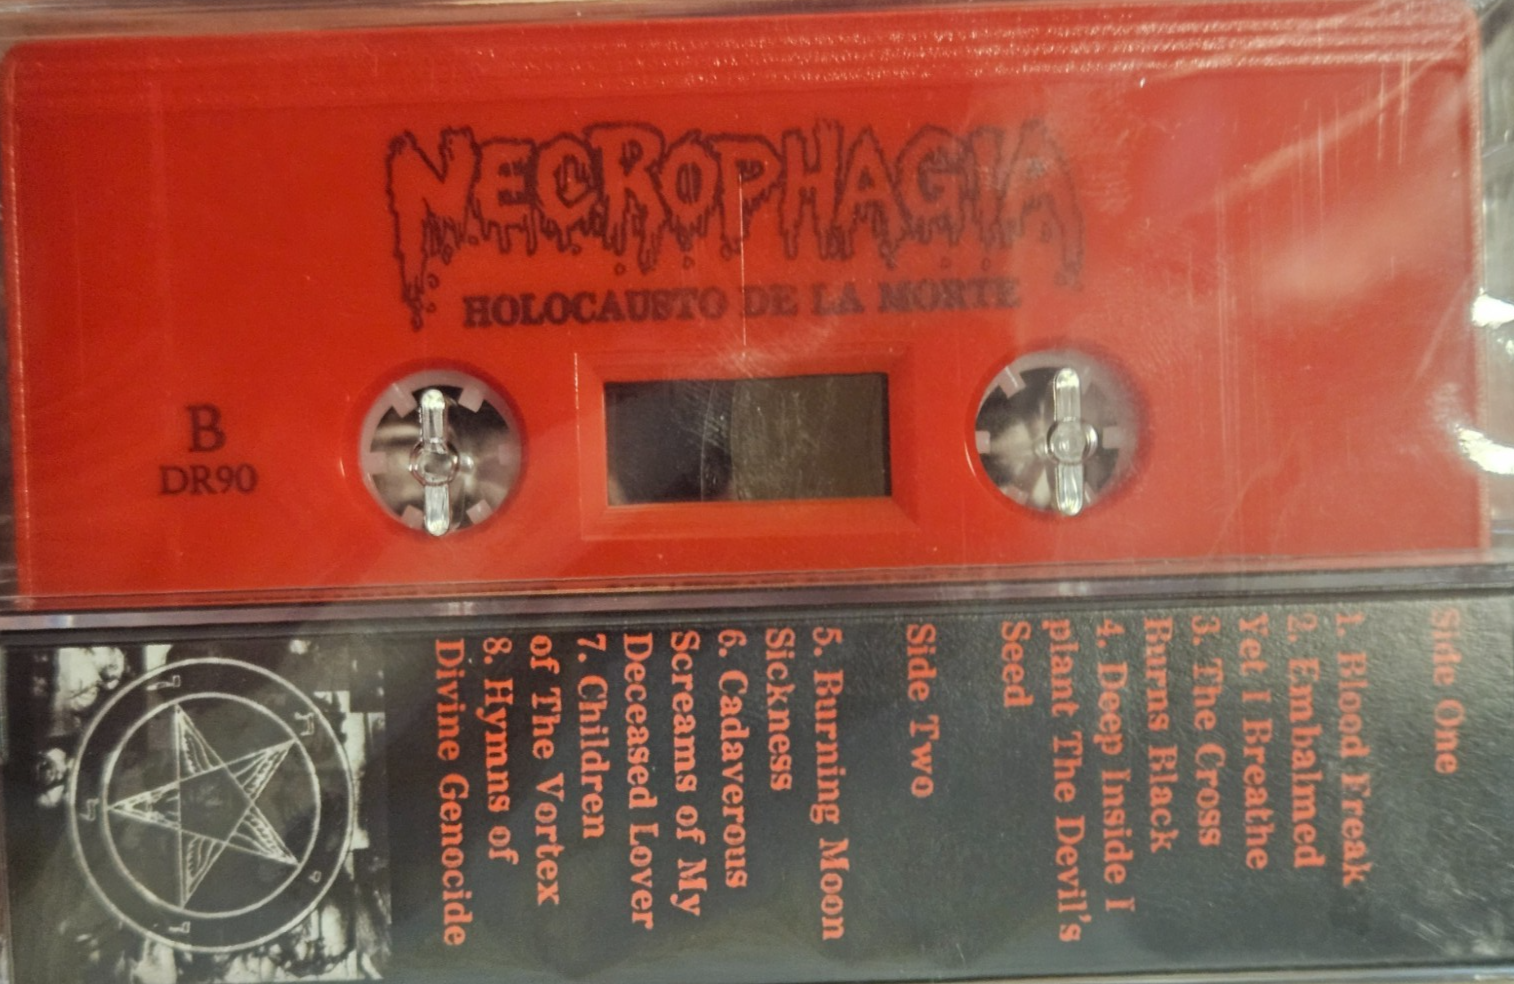 NECROPHAGIA
HOLOCAUSTO DE LA MORTE
B
DR90
Side One
1. Blood Freak
2. Embalmed
Yet I Breathe
3. The Cross
Burns Black
4. Deep Inside I
plant The Devil's
Seed
Side Two
5. Burning Moon
Sickness
6. Cadaverous
Screams of My
Deceased Lover
7. Children
of The Vortex
8. Hymns of
Divine Genocide